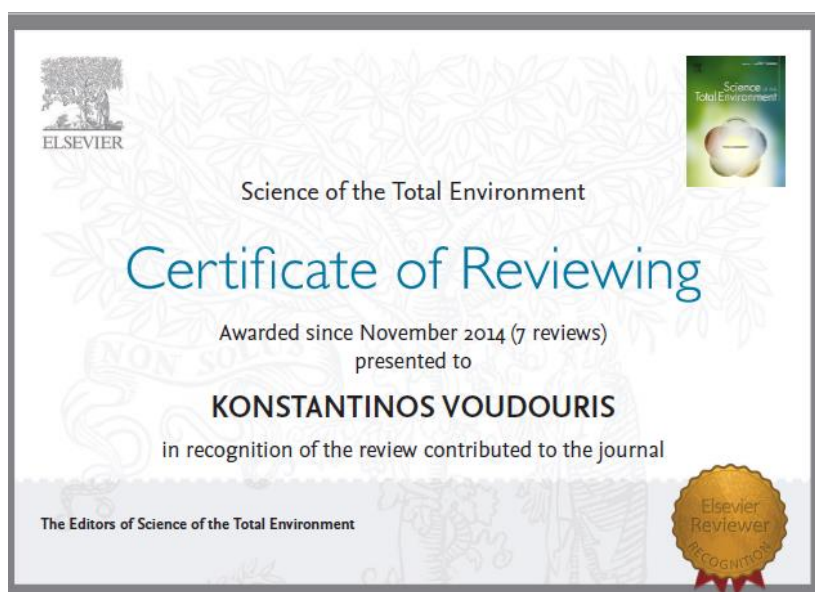 ELSEVIER
Science of the
Total Environment
Science of the Total Environment
Certificate of Reviewing
Awarded since November 2014 (7 reviews)
presented to
NON SOLUS
KONSTANTINOS VOUDOURIS
in recognition of the review contributed to the journal
The Editors of Science of the Total Environment
Elsevier
Reviewer
RECOGNITION